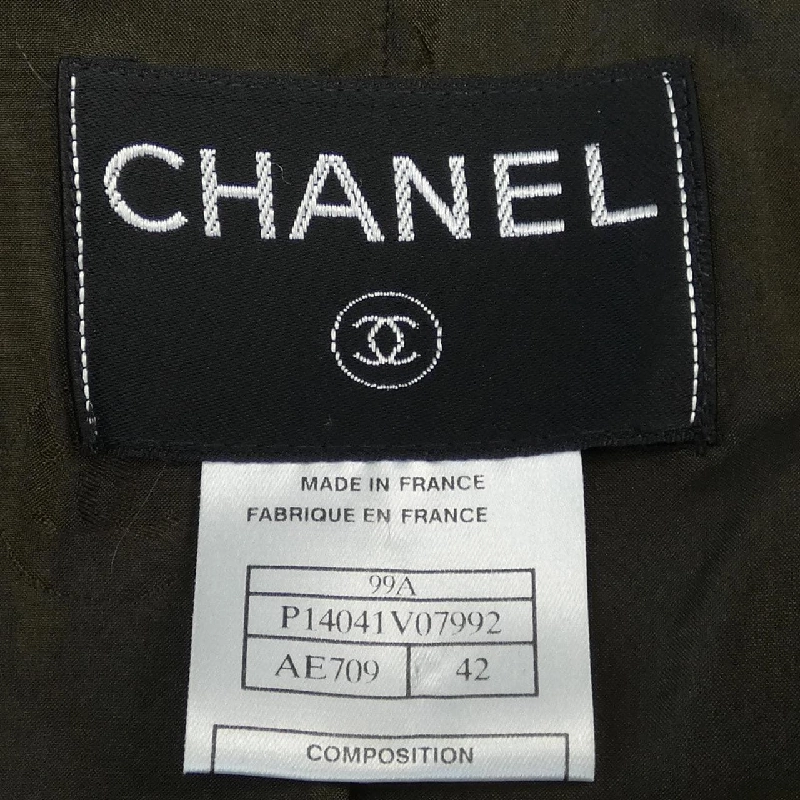 CHANEL
MADE IN FRANCE
FABRIQUE EN FRANCE
99A
P14041V07992
AE709 42
COMPOSITION